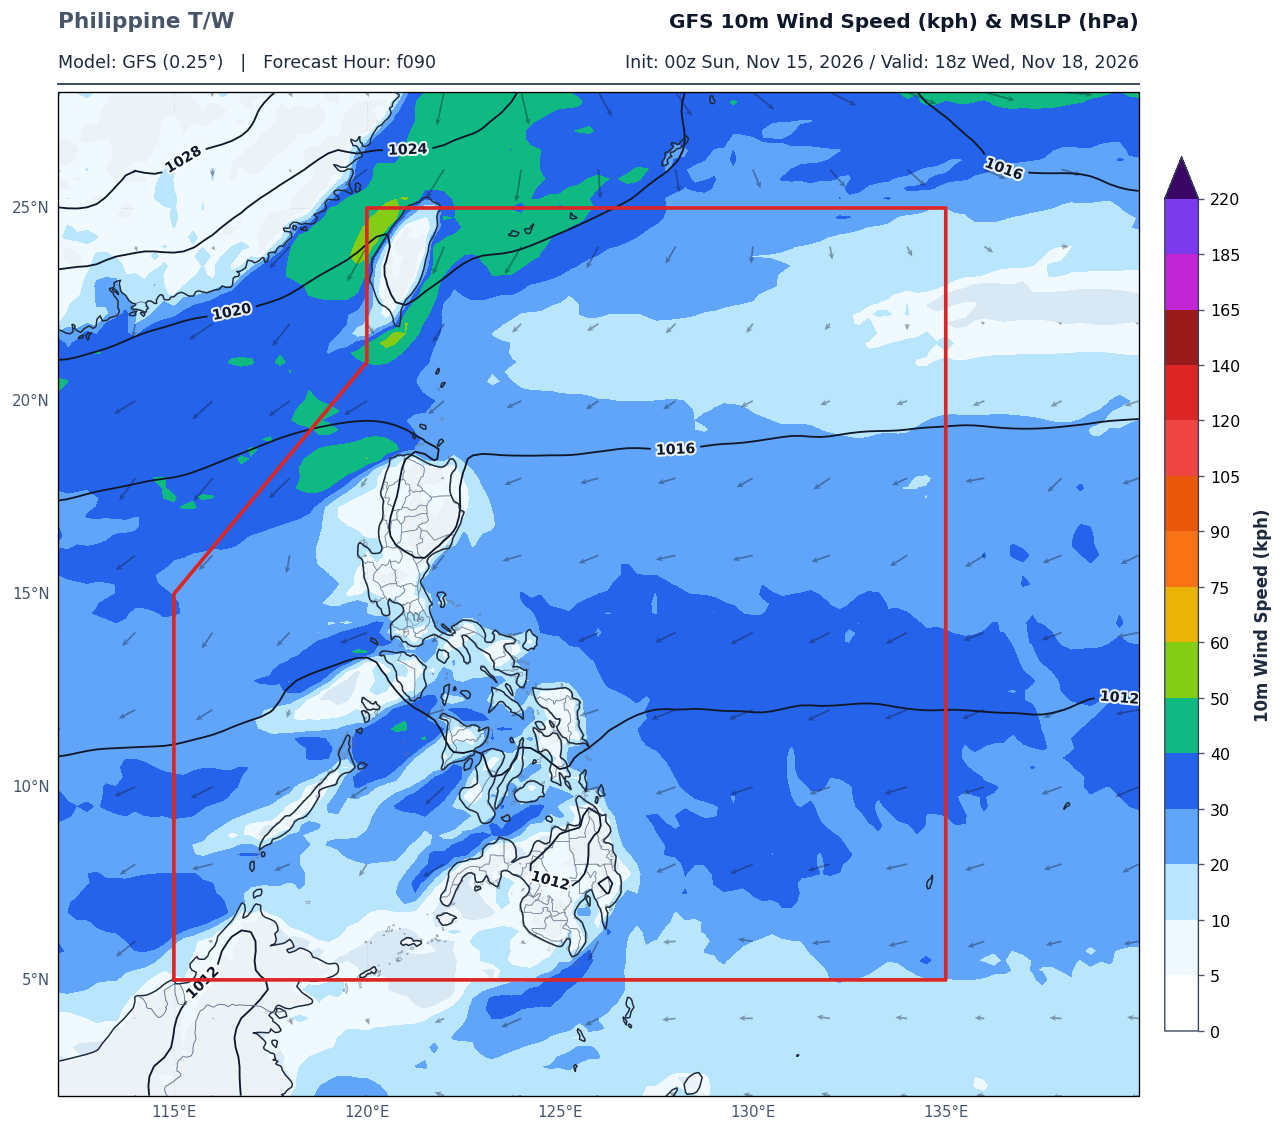 Philippine T/W
GFS 10m Wind Speed (kph) & MSLP (hPa)
Model: GFS (0.25°) | Forecast Hour: f090
Init: 00z Sun, Nov 15, 2026 / Valid: 18z Wed, Nov 18, 2026
1028
1024
1016
1020
1016
1012
1012
1012
25°N
20°N
15°N
10°N
5°N
115°E
120°E
125°E
130°E
135°E
220
185
165
140
120
105
90
75
60
50
40
30
20
10
5
0
10m Wind Speed (kph)